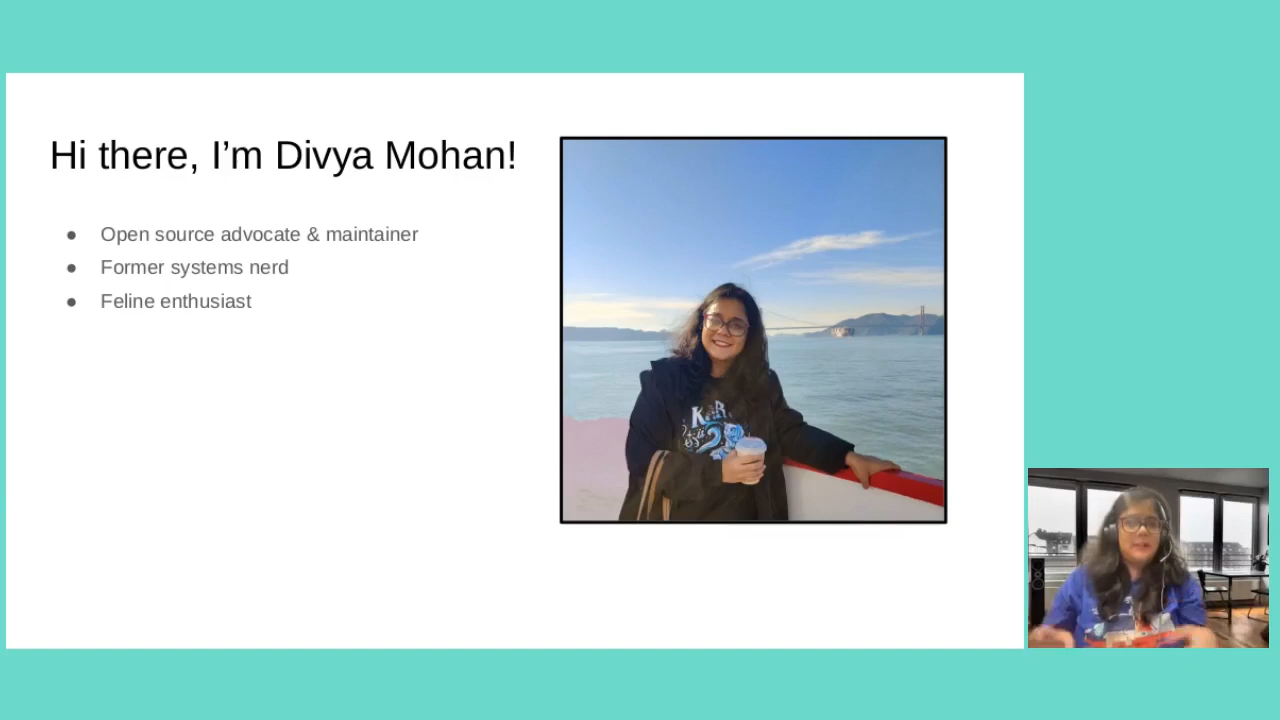 Hi there, I’m Divya Mohan!
● Open source advocate & maintainer
● Former systems nerd
● Feline enthusiast